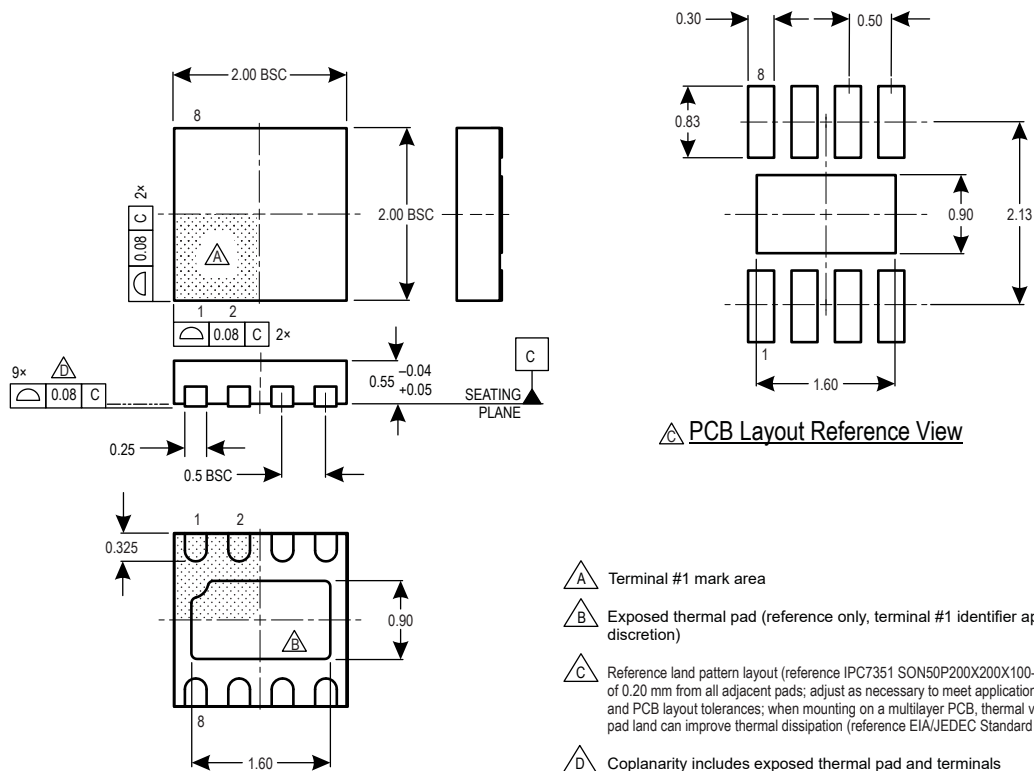 0.30
0.50
8
0.83
0.90
2.13
1
1.60
C PCB Layout Reference View
2.00 BSC
8
2.00 BSC
2×
0.08 C
A
1 2
0.08 C 2×
9×
D
0.08 C
0.55 –0.04
+0.05
C
SEATING
PLANE
0.25
0.5 BSC
1 2
0.325
0.90
B
8
1.60
A Terminal #1 mark area
B Exposed thermal pad (reference only, terminal #1 identifier ap
discretion)
C Reference land pattern layout (reference IPC7351 SON50P200X200X100-
of 0.20 mm from all adjacent pads; adjust as necessary to meet application
and PCB layout tolerances; when mounting on a multilayer PCB, thermal v
pad land can improve thermal dissipation (reference EIA/JEDEC Standard
D Coplanarity includes exposed thermal pad and terminals